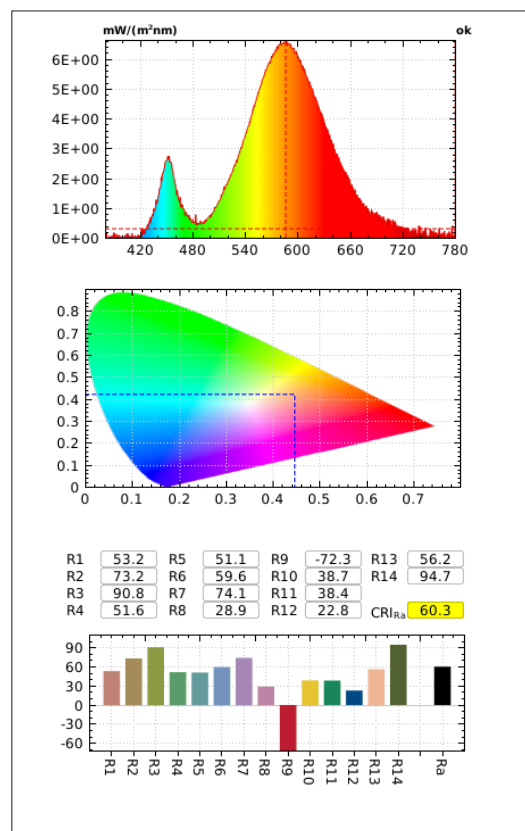 mW/(m²nm) ok
6E+00
5E+00
4E+00
3E+00
2E+00
1E+00
0E+00
420 480 540 600 660 720 780
0.8
0.7
0.6
0.5
0.4
0.3
0.2
0.1
0
0 0.1 0.2 0.3 0.4 0.5 0.6 0.7
R1 53.2 R5 51.1 R9 -72.3 R13 56.2
R2 73.2 R6 59.6 R10 38.7 R14 94.7
R3 90.8 R7 74.1 R11 38.4
R4 51.6 R8 28.9 R12 22.8 CRI Ra 60.3
90
60
30
0
-30
-60
R1 R2 R3 R4 R5 R6 R7 R8 R9 R10 R11 R12 R13 R14 Ra